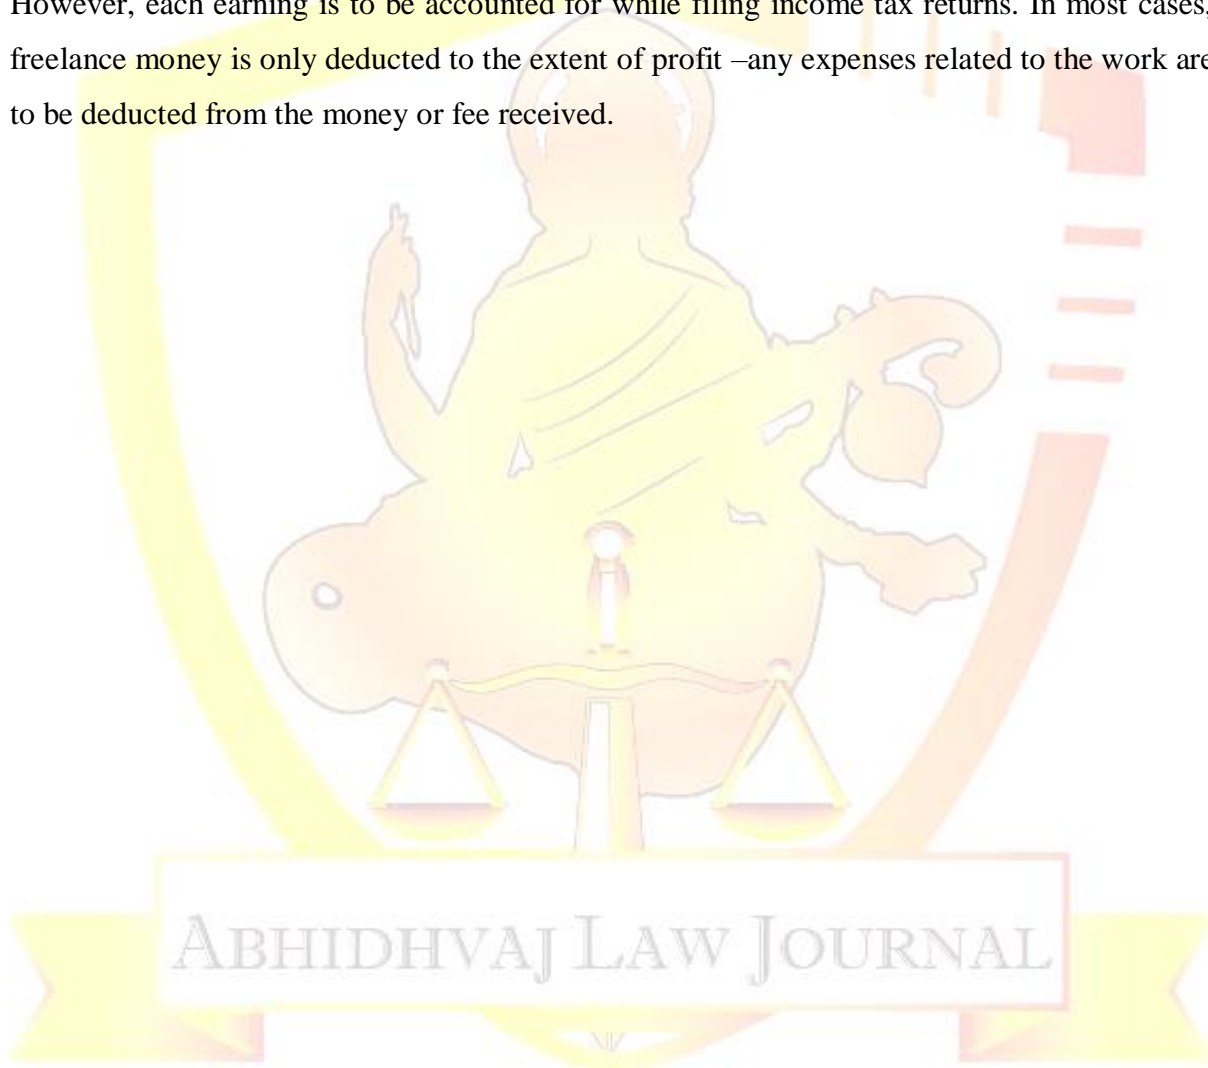 However, each earning is to be accounted for while filing income tax returns. In most cases,
freelance money is only deducted to the extent of profit –any expenses related to the work are
to be deducted from the money or fee received.
ABHIDHVAJ LAW JOURNAL